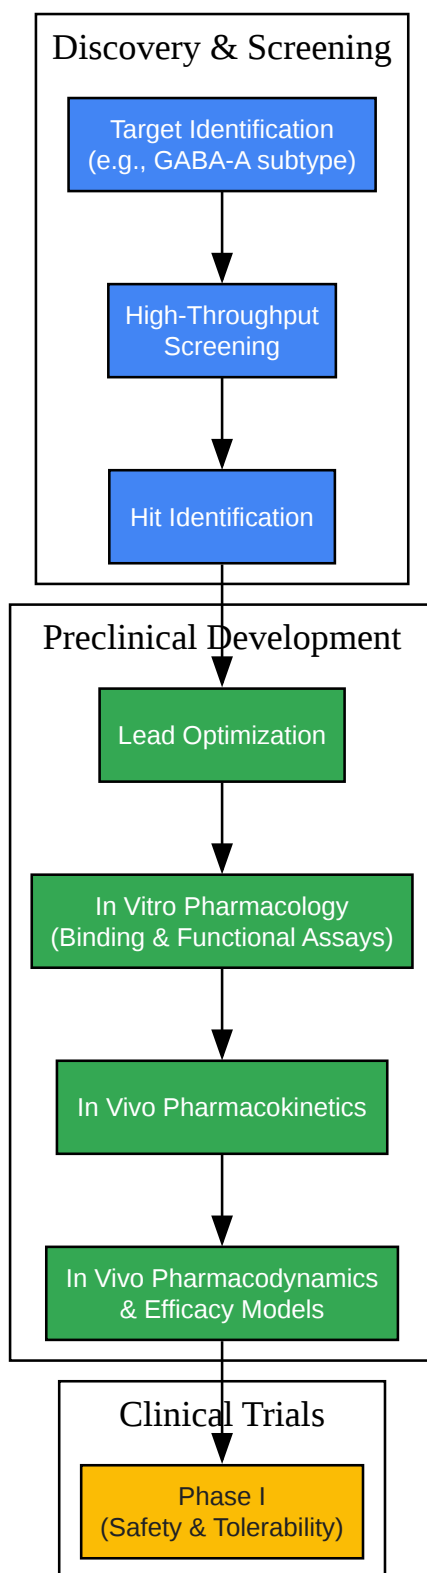 Discovery & Screening
Target Identification
(e.g., GABA-A subtype)
High-Throughput
Screening
Hit Identification
Preclinical Development
Lead Optimization
In Vitro Pharmacology
(Binding & Functional Assays)
In Vivo Pharmacokinetics
In Vivo Pharmacodynamics
& Efficacy Models
Clinical Trials
Phase I
(Safety & Tolerability)